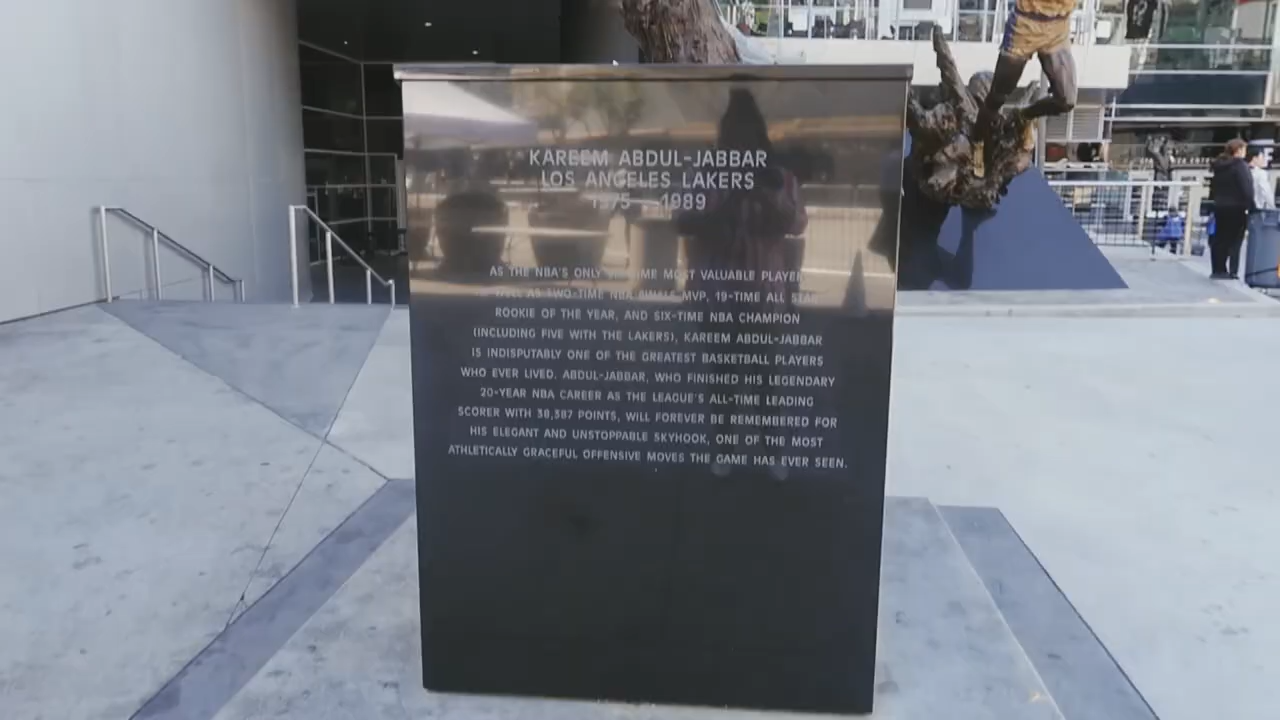 KAREEM ABDUL-JABBAR
LOS ANGELES LAKERS
1975 - 1989
AS THE NBA'S ONLY SIX-TIME MOST VALUABLE PLAYER
WELL AS TWO-TIME NBA FINALS MVP, 19-TIME ALL STAR
ROOKIE OF THE YEAR, AND SIX-TIME NBA CHAMPION
(INCLUDING FIVE WITH THE LAKERS), KAREEM ABDUL-JABBAR
IS INDISPUTABLY ONE OF THE GREATEST BASKETBALL PLAYERS
WHO EVER LIVED. ABDUL-JABBAR, WHO FINISHED HIS LEGENDARY
20-YEAR NBA CAREER AS THE LEAGUE'S ALL-TIME LEADING
SCORER WITH 38,387 POINTS, WILL FOREVER BE REMEMBERED FOR
HIS ELEGANT AND UNSTOPPABLE SKYHOOK, ONE OF THE MOST
ATHLETICALLY GRACEFUL OFFENSIVE MOVES THE GAME HAS EVER SEEN.